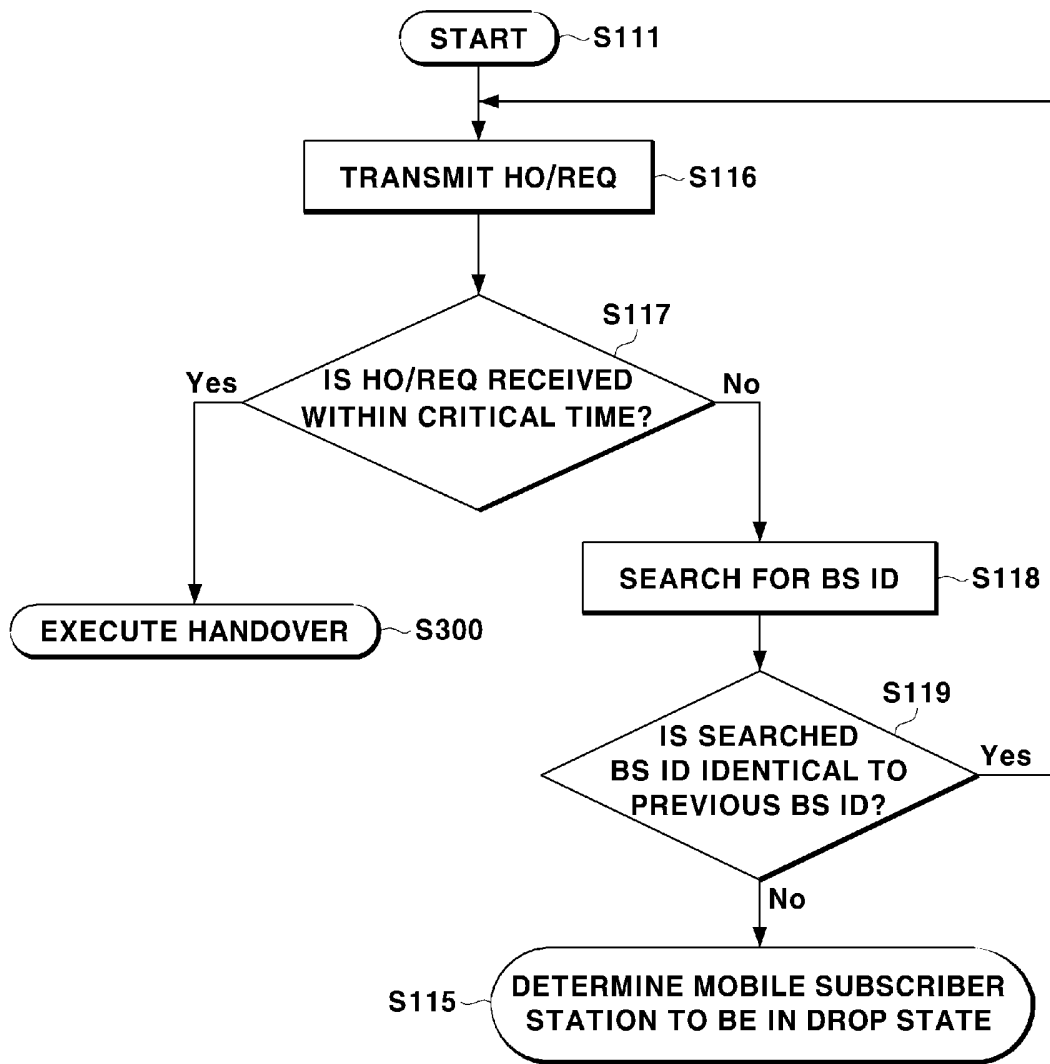 START
S111
TRANSMIT HO/REQ
S116
S117
Yes
IS HO/REQ RECEIVED
WITHIN CRITICAL TIME?
No
SEARCH FOR BS ID
S118
EXECUTE HANDOVER
S300
S119
IS SEARCHED
BS ID IDENTICAL TO
PREVIOUS BS ID?
Yes
No
S115
DETERMINE MOBILE SUBSCRIBER
STATION TO BE IN DROP STATE